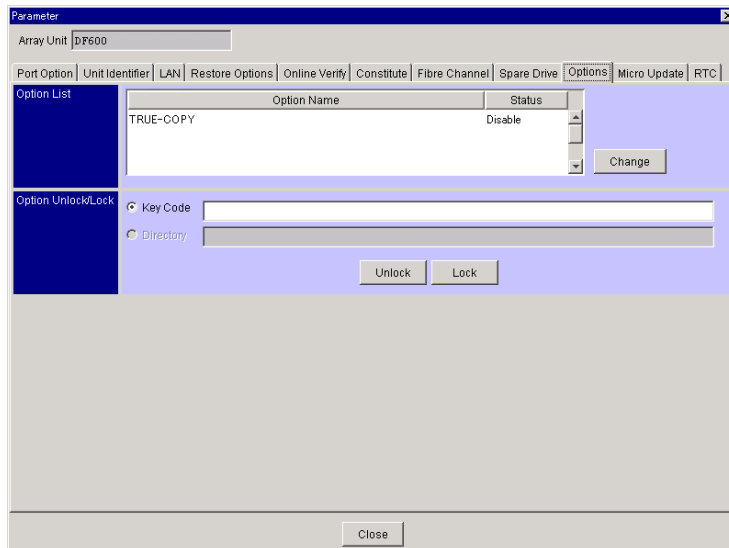 Parameter
Array Unit DF600
Port Option Unit Identifier LAN Restore Options Online Verify Constitute Fibre Channel Spare Drive Options Micro Update RTC
Option List
Option Name Status
TRUE-COPY Disable
Change
Option Unlock/Lock
Key Code
Directory
Unlock Lock
Close